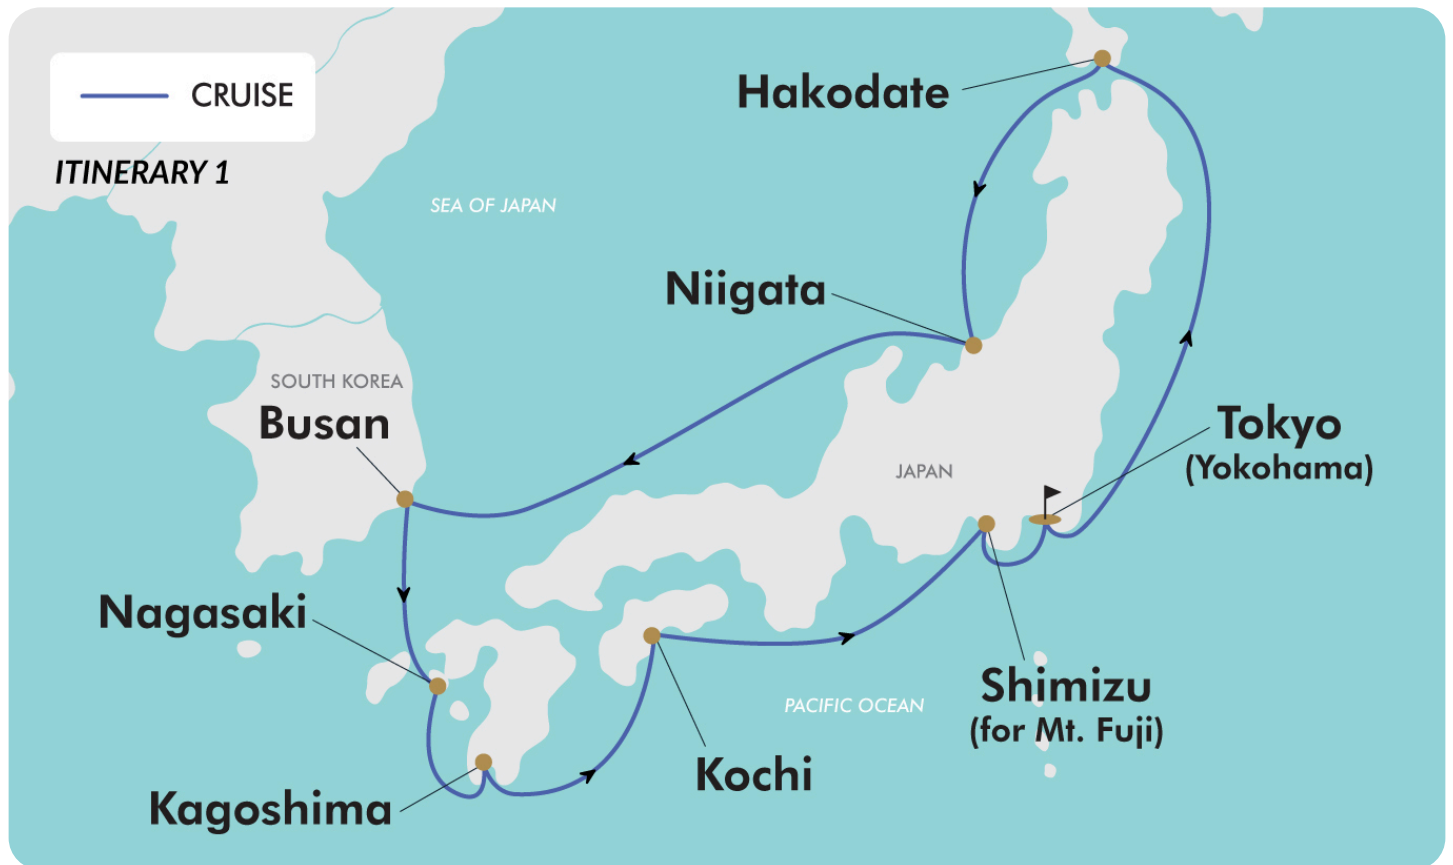 CRUISE
ITINERARY 1
Hakodate
SEA OF JAPAN
Niigata
SOUTH KOREA
Busan
Tokyo
(Yokohama)
JAPAN
Nagasaki
Shimizu
(for Mt. Fuji)
PACIFIC OCEAN
Kochi
Kagoshima